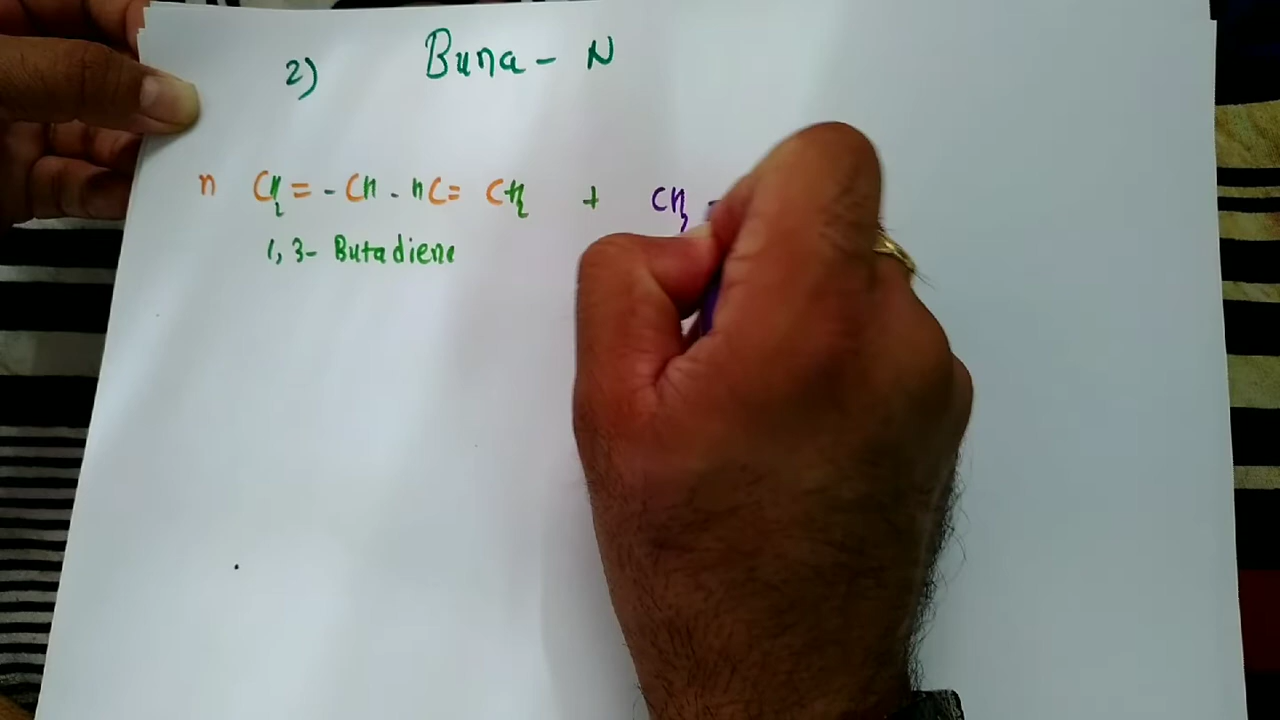 2) Buna - N
n CH2 = - CH - HC = CH2 + CH2
1, 3- Butadiene